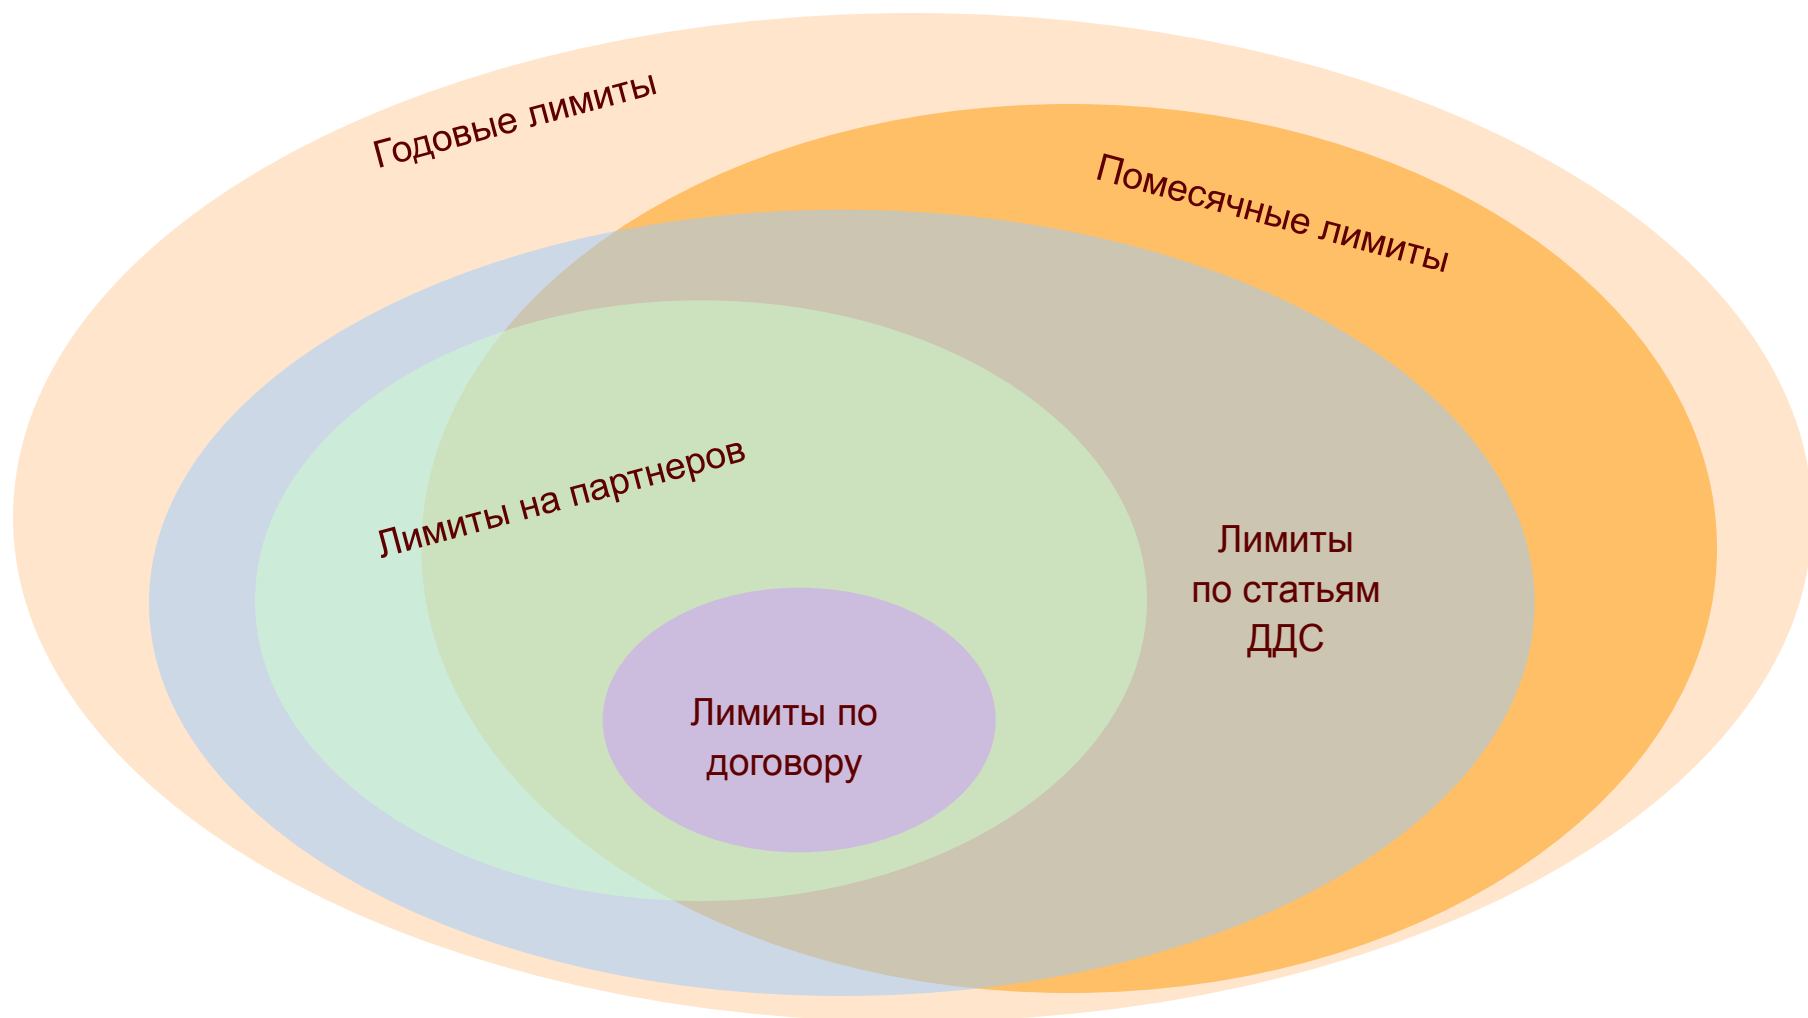 Годовые лимиты
Помесячные лимиты
Лимиты на партнеров
Лимиты
по статьям
ДДС
Лимиты по
договору